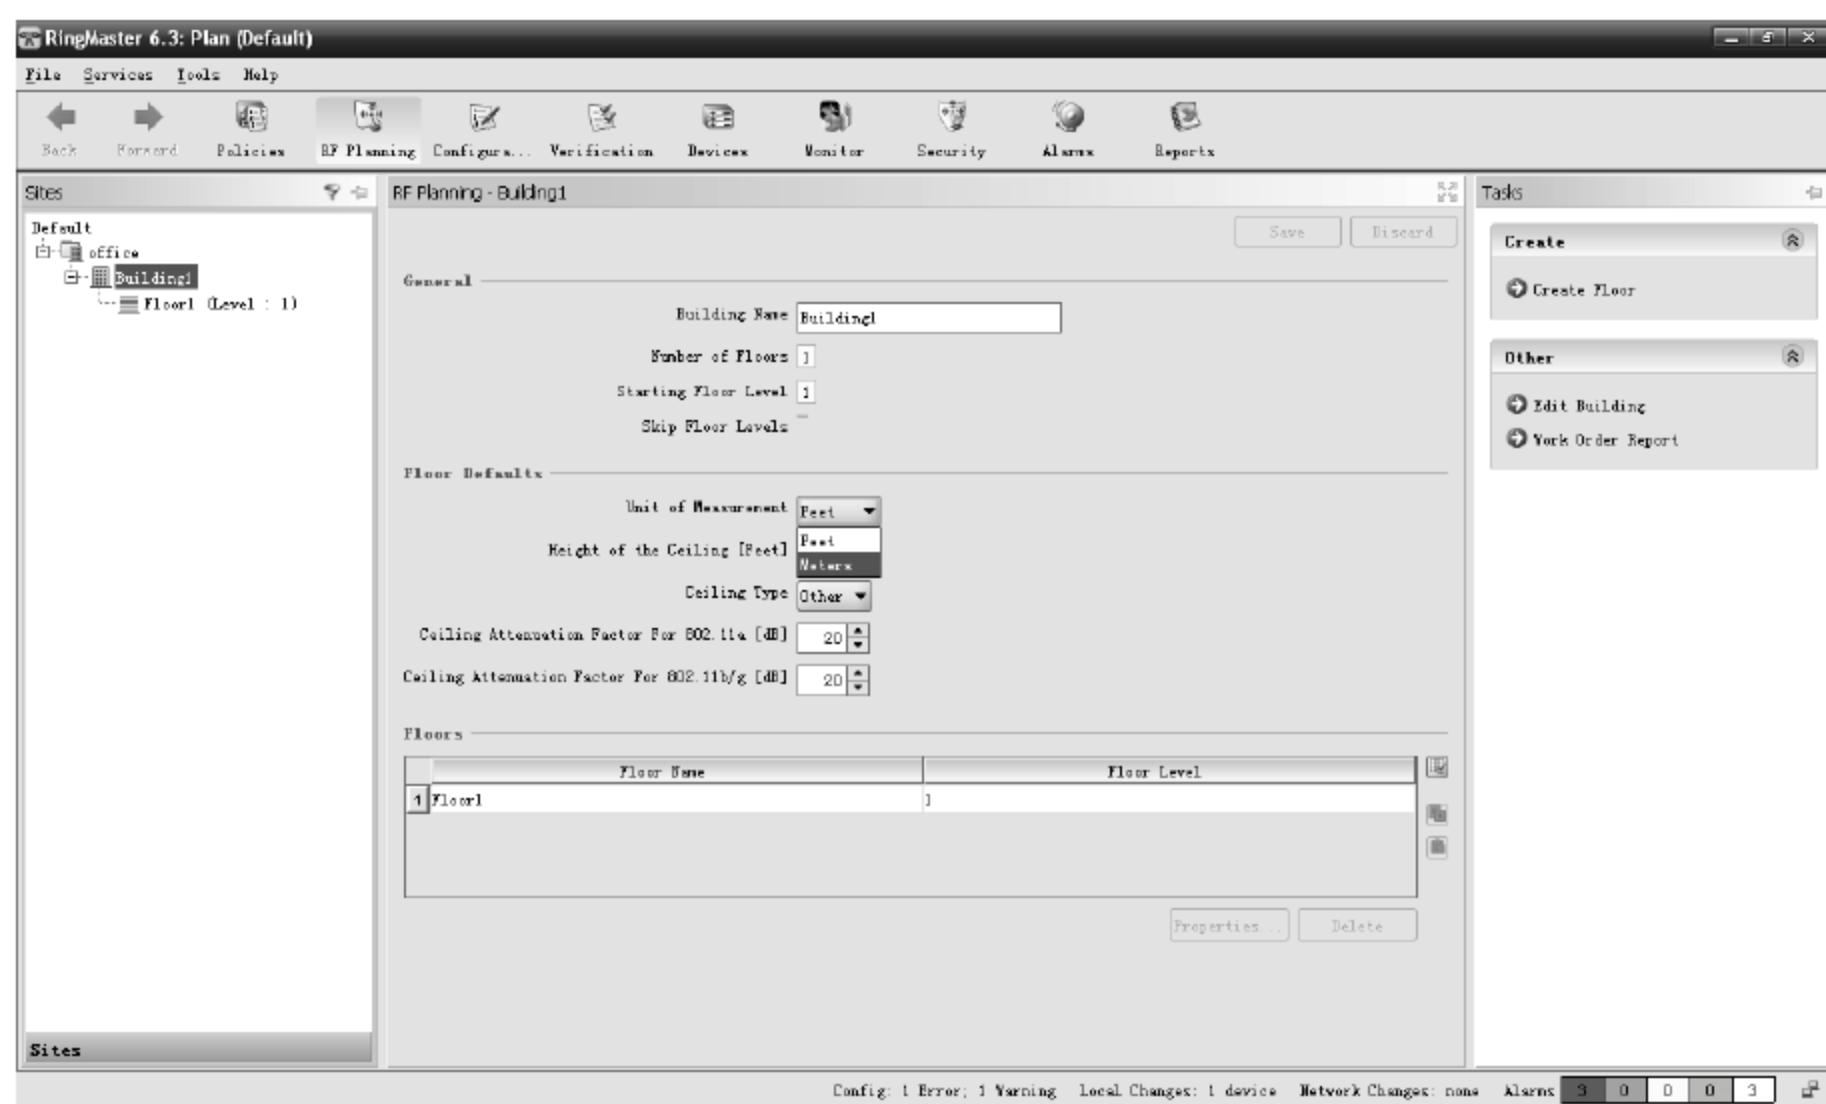 RingMaster 6.3: Plan (Default)
File Services Tools Help
Back Forward Policies RF Planning Configura... Verification Devices Monitor Security Alarms Reports
Sites
Default
office
Building1
Floor1 (Level : 1)
Sites
RF Planning - Building1
Save Discard
General
Building Name Building1
Number of Floors 1
Starting Floor Level 1
Skip Floor Levels
Floor Defaults
Unit of Measurement Feet
Feet
Meters
Height of the Ceiling [Feet]
Ceiling Type Other
Ceiling Attenuation Factor For 802.11a [dB] 20
Ceiling Attenuation Factor For 802.11b/g [dB] 20
Floors
Floor Name Floor Level
1 Floor1 1
Properties... Delete
Tasks
Create
Create Floor
Other
Edit Building
Work Order Report
Config: 1 Error; 1 Warning Local Changes: 1 device Network Changes: none Alarms 3 0 0 0 3